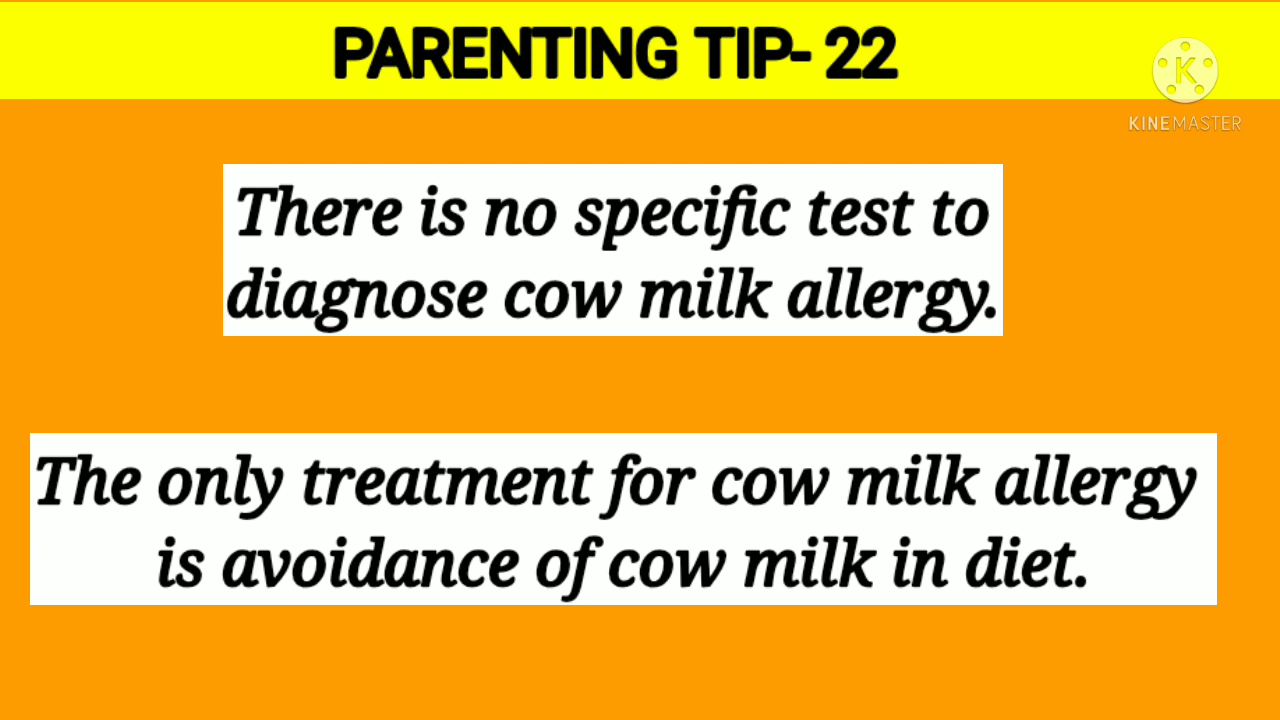 PARENTING TIP- 22
K
KINEMASTER
There is no specific test to
diagnose cow milk allergy.
The only treatment for cow milk allergy
is avoidance of cow milk in diet.